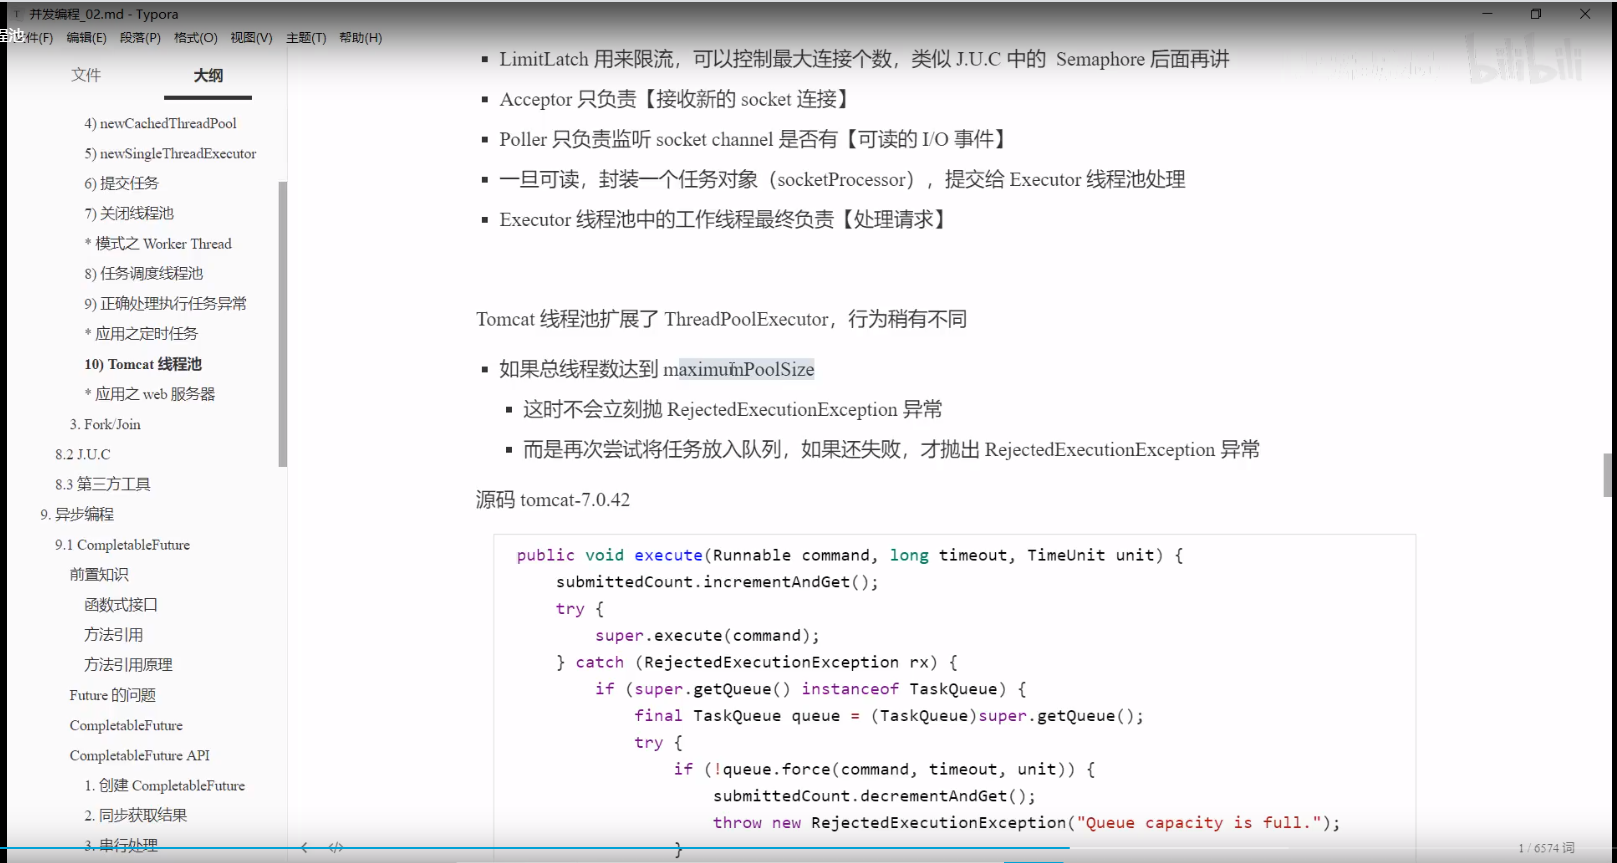 并发编程_02.md - Typora
文件(F) 编辑(E) 段落(P) 格式(O) 视图(V) 主题(T) 帮助(H)
文件 大纲
4) newCachedThreadPool
5) newSingleThreadExecutor
6) 提交任务
7) 关闭线程池
* 模式之 Worker Thread
8) 任务调度线程池
9) 正确处理执行任务异常
* 应用之定时任务
10) Tomcat 线程池
* 应用之 web 服务器
3. Fork/Join
8.2 J.U.C
8.3 第三方工具
9. 异步编程
9.1 CompletableFuture
前置知识
函数式接口
方法引用
方法引用原理
Future 的问题
CompletableFuture
CompletableFuture API
1. 创建 CompletableFuture
2. 同步获取结果
3. 串行处理
▪ LimitLatch 用来限流，可以控制最大连接个数，类似 J.U.C 中的 Semaphore 后面再讲
▪ Acceptor 只负责【接收新的 socket 连接】
▪ Poller 只负责监听 socket channel 是否有【可读的 I/O 事件】
▪ 一旦可读，封装一个任务对象（socketProcessor），提交给 Executor 线程池处理
▪ Executor 线程池中的工作线程最终负责【处理请求】
Tomcat 线程池扩展了 ThreadPoolExecutor，行为稍有不同
▪ 如果总线程数达到 maximumPoolSize
▪ 这时不会立刻抛 RejectedExecutionException 异常
▪ 而是再次尝试将任务放入队列，如果还失败，才抛出 RejectedExecutionException 异常
源码 tomcat-7.0.42
public void execute(Runnable command, long timeout, TimeUnit unit) {
    submittedCount.incrementAndGet();
    try {
        super.execute(command);
    } catch (RejectedExecutionException rx) {
        if (super.getQueue() instanceof TaskQueue) {
            final TaskQueue queue = (TaskQueue)super.getQueue();
            try {
                if (!queue.force(command, timeout, unit)) {
                    submittedCount.decrementAndGet();
                    throw new RejectedExecutionException("Queue capacity is full.");
                }
< </> 1 / 6574 词
bilibili